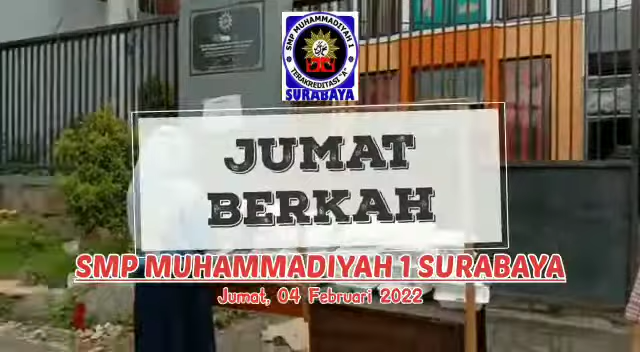 SMP MUHAMMADIYAH 1
TERAKREDITASI "A"
SURABAYA
JUMAT
BERKAH
SMP MUHAMMADIYAH 1 SURABAYA
Jumat, 04 Februari 2022